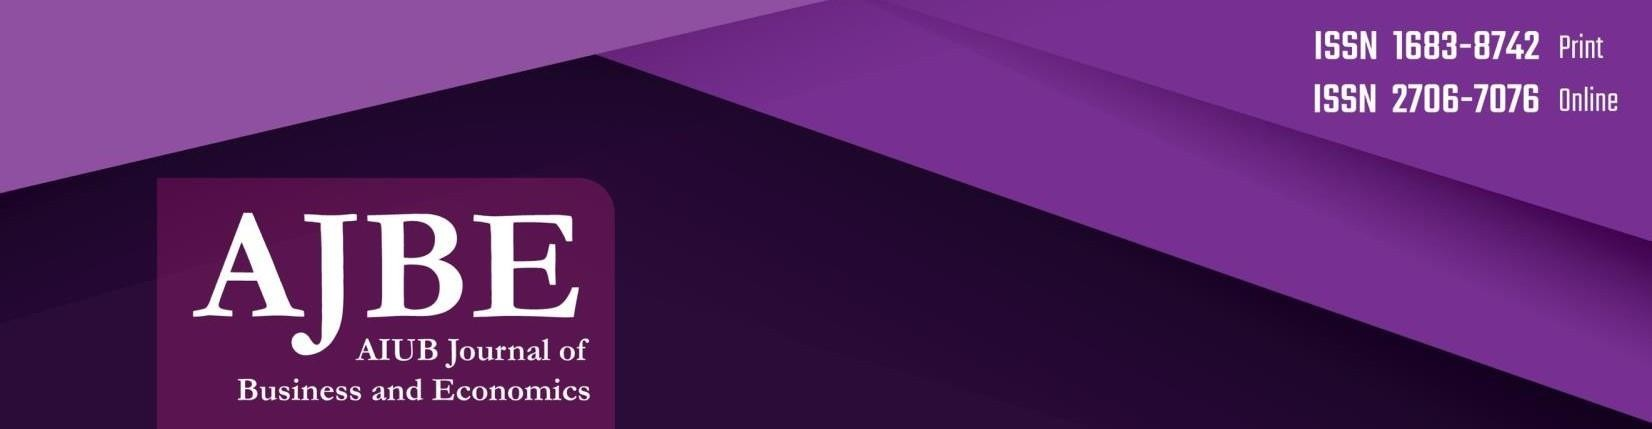 ISSN 1683-8742 Print
ISSN 2706-7076 Online
AJBE
AIUB Journal of
Business and Economics